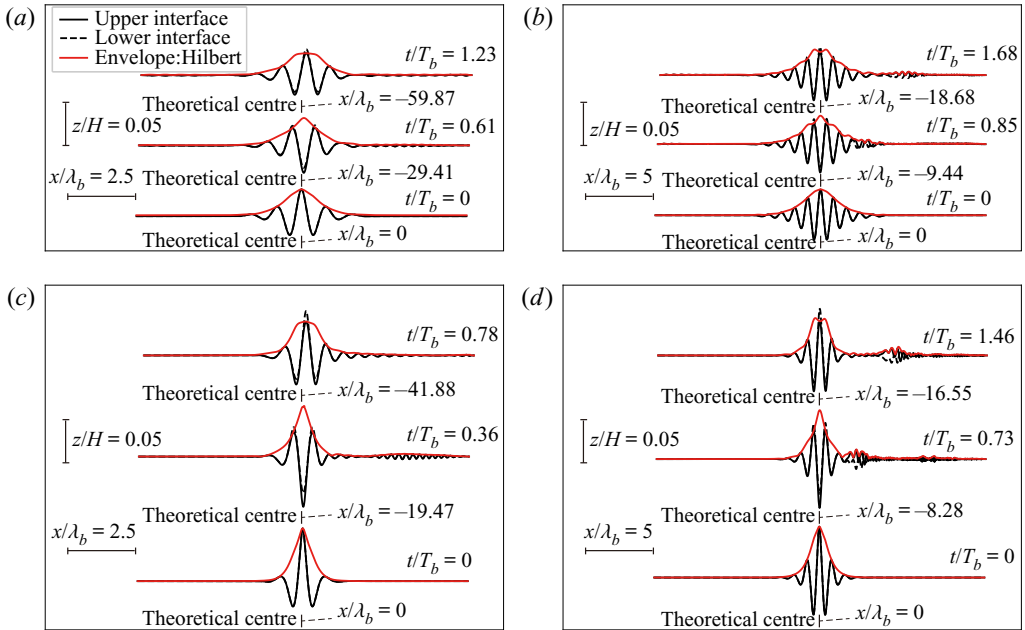 (a)
Upper interface
Lower interface
Envelope:Hilbert
t/T_b = 1.23
Theoretical centre
x/λ_b = –59.87
z/H = 0.05
t/T_b = 0.61
x/λ_b = 2.5
Theoretical centre
x/λ_b = –29.41
t/T_b = 0
Theoretical centre
x/λ_b = 0
(b)
t/T_b = 1.68
Theoretical centre
x/λ_b = –18.68
z/H = 0.05
t/T_b = 0.85
x/λ_b = 5
Theoretical centre
x/λ_b = –9.44
t/T_b = 0
Theoretical centre
x/λ_b = 0
(c)
t/T_b = 0.78
Theoretical centre
x/λ_b = –41.88
z/H = 0.05
t/T_b = 0.36
Theoretical centre
x/λ_b = –19.47
x/λ_b = 2.5
t/T_b = 0
Theoretical centre
x/λ_b = 0
(d)
t/T_b = 1.46
Theoretical centre
x/λ_b = –16.55
z/H = 0.05
t/T_b = 0.73
Theoretical centre
x/λ_b = –8.28
x/λ_b = 5
t/T_b = 0
Theoretical centre
x/λ_b = 0